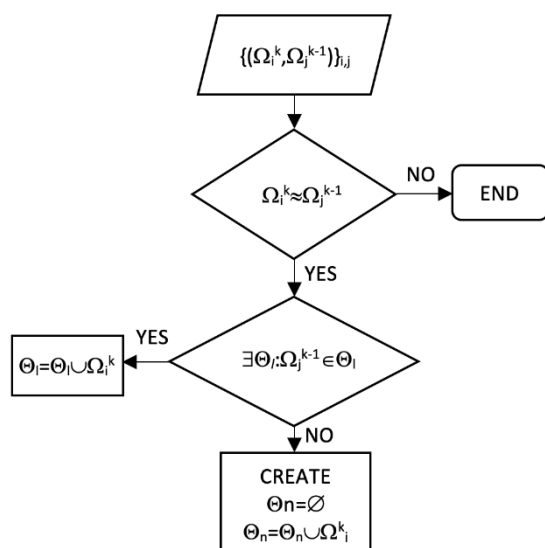 {(Ωᵢᵏ,Ωⱼᵏ⁻¹)}ᵢ,ⱼ
Ωᵢᵏ≈Ωⱼᵏ⁻¹
NO
END
YES
YES
Θₗ=Θₗ∪Ωᵢᵏ
∃Θₗ:Ωⱼᵏ⁻¹∈Θₗ
NO
CREATE
Θn=∅
Θₙ=Θₙ∪Ωᵏᵢ